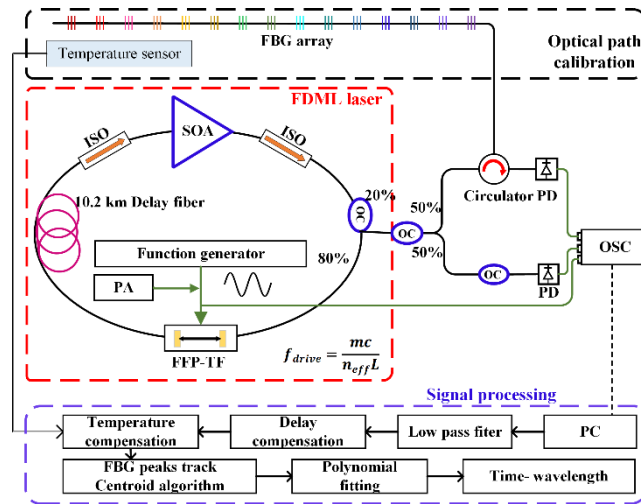 FBG array
Temperature sensor
Optical path
calibration
FDML laser
ISO
SOA
ISO
10.2 km Delay fiber
20%
OC
80%
50%
OC
50%
Circulator PD
OC
PD
OSC
Function generator
PA
FFP-TF
f_drive = mc / n_eff L
Signal processing
Temperature
compensation
Delay
compensation
Low pass fiter
PC
FBG peaks track
Centroid algorithm
Polynomial
fitting
Time- wavelength